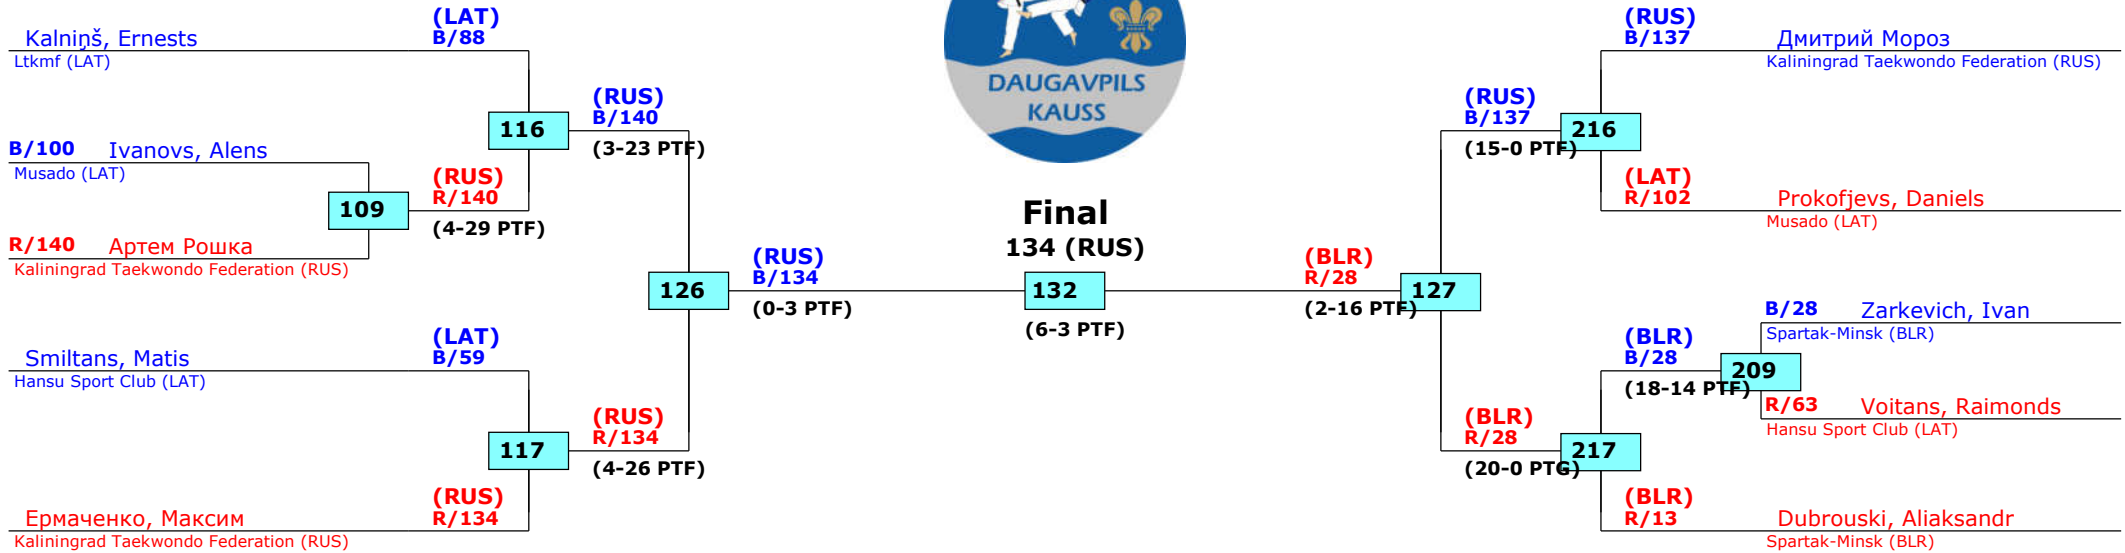 (LAT)
B/88
Kalniņš, Ernests
Ltkmf (LAT)
116
(RUS)
B/140
(3-23 PTF)
B/100 Ivanovs, Alens
Musado (LAT)
109
(RUS)
R/140
(4-29 PTF)
R/140 Артем Рошка
Kaliningrad Taekwondo Federation (RUS)
126
(RUS)
B/134
(0-3 PTF)
(LAT)
B/59
Smiltans, Matis
Hansu Sport Club (LAT)
117
(RUS)
R/134
(4-26 PTF)
(RUS)
R/134
Ермаченко, Максим
Kaliningrad Taekwondo Federation (RUS)
DAUGAVPILS
KAUSS
Final
134 (RUS)
132
(6-3 PTF)
(BLR)
R/28
(2-16 PTF)
127
(RUS)
B/137
(15-0 PTF)
216
(RUS)
B/137
Дмитрий Мороз
Kaliningrad Taekwondo Federation (RUS)
(LAT)
R/102
Prokofjevs, Daniels
Musado (LAT)
B/28 Zarkevich, Ivan
Spartak-Minsk (BLR)
(BLR)
B/28
(18-14 PTF)
209
R/63 Voitans, Raimonds
Hansu Sport Club (LAT)
(BLR)
R/28
(20-0 PTG)
217
(BLR)
R/13
Dubrouski, Aliaksandr
Spartak-Minsk (BLR)